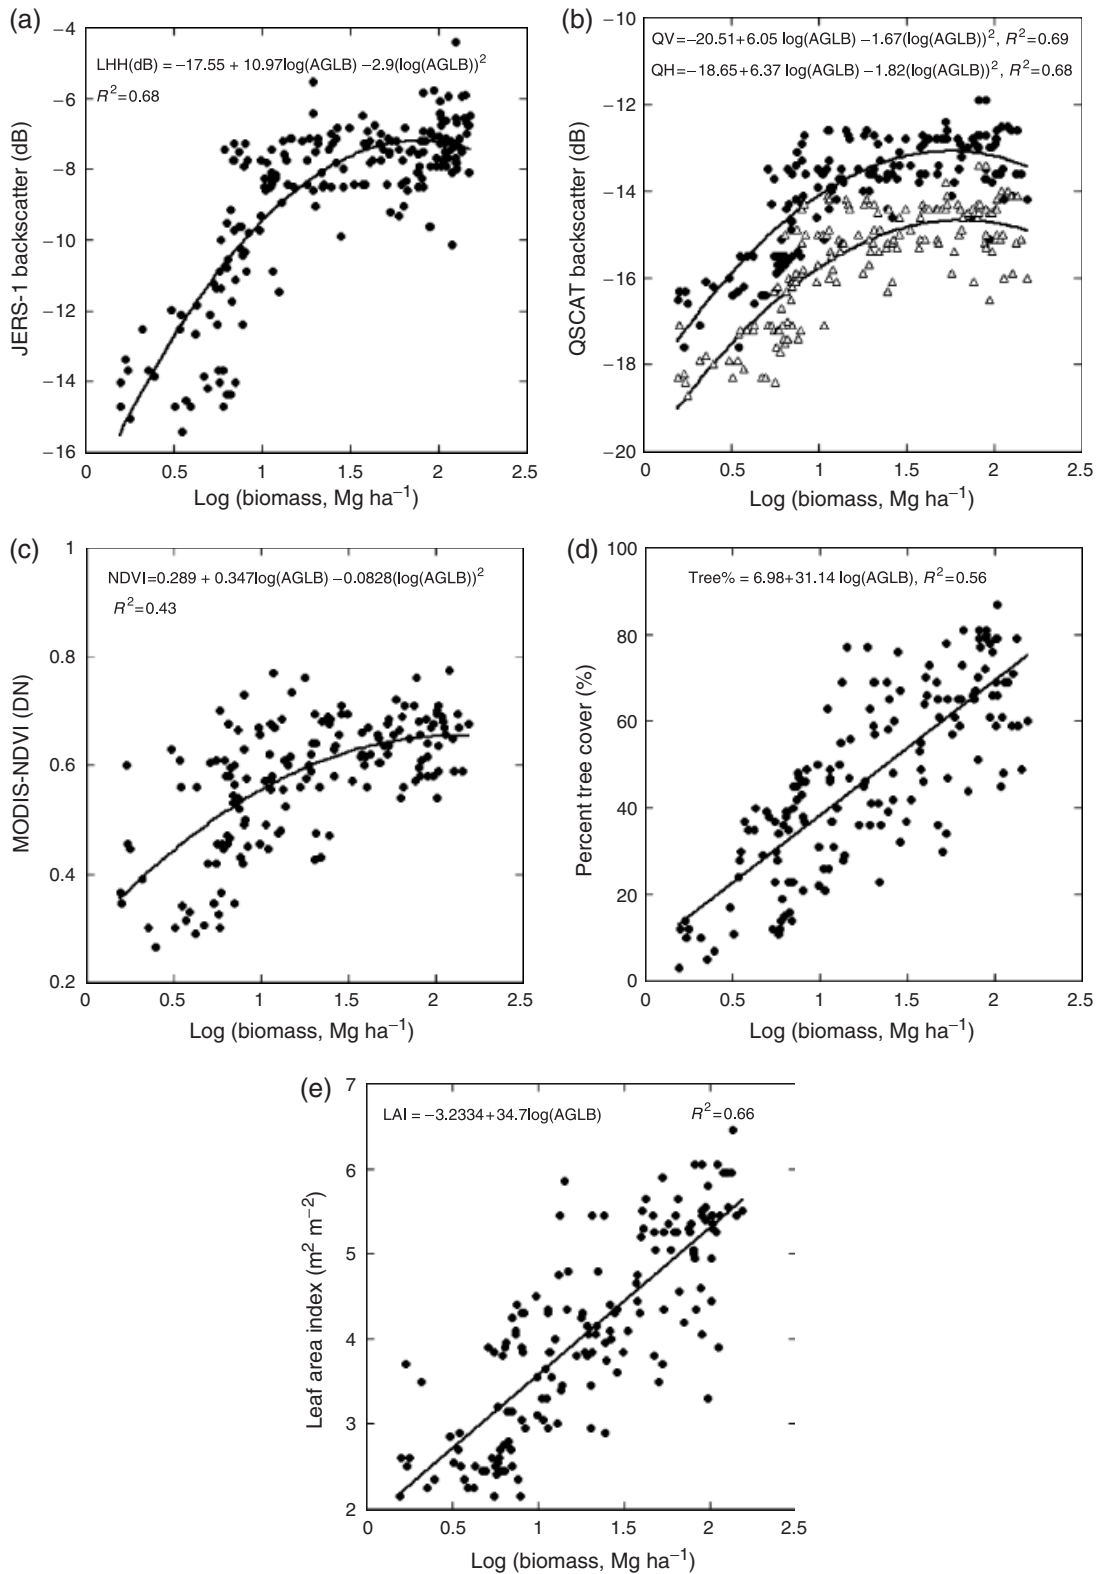 (a)
LHH(dB) = −17.55 + 10.97log(AGLB) −2.9(log(AGLB))²
R²=0.68
−4
−6
−8
−10
−12
−14
−16
JERS-1 backscatter (dB)
0 0.5 1 1.5 2 2.5
Log (biomass, Mg ha⁻¹)
(b)
QV=−20.51+6.05 log(AGLB) −1.67(log(AGLB))², R²=0.69
QH=−18.65+6.37 log(AGLB) −1.82(log(AGLB))², R²=0.68
−10
−12
−14
−16
−18
−20
QSCAT backscatter (dB)
0 0.5 1 1.5 2 2.5
Log (biomass, Mg ha⁻¹)
(c)
NDVI=0.289 + 0.347log(AGLB) −0.0828(log(AGLB))²
R²=0.43
1
0.8
0.6
0.4
0.2
MODIS-NDVI (DN)
0 0.5 1 1.5 2 2.5
Log (biomass, Mg ha⁻¹)
(d)
Tree% = 6.98+31.14 log(AGLB), R²=0.56
100
80
60
40
20
0
Percent tree cover (%)
0 0.5 1 1.5 2 2.5
Log (biomass, Mg ha⁻¹)
(e)
LAI = −3.2334+34.7log(AGLB) R²=0.66
7
6
5
4
3
2
Leaf area index (m² m⁻²)
0 0.5 1 1.5 2 2.5
Log (biomass, Mg ha⁻¹)